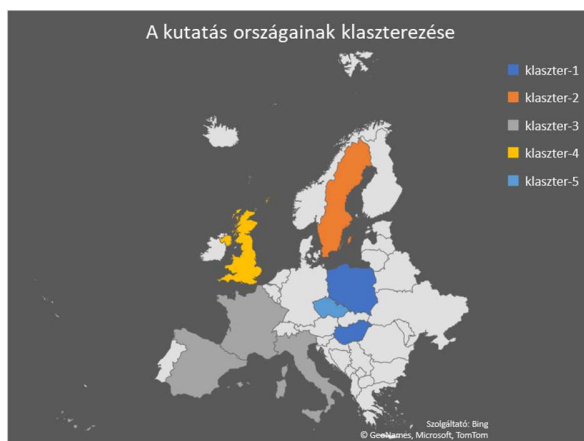 A kutatás országainak klaszterezése
klaszter-1
klaszter-2
klaszter-3
klaszter-4
klaszter-5
Szolgáltató: Bing
© GeoNames, Microsoft, TomTom